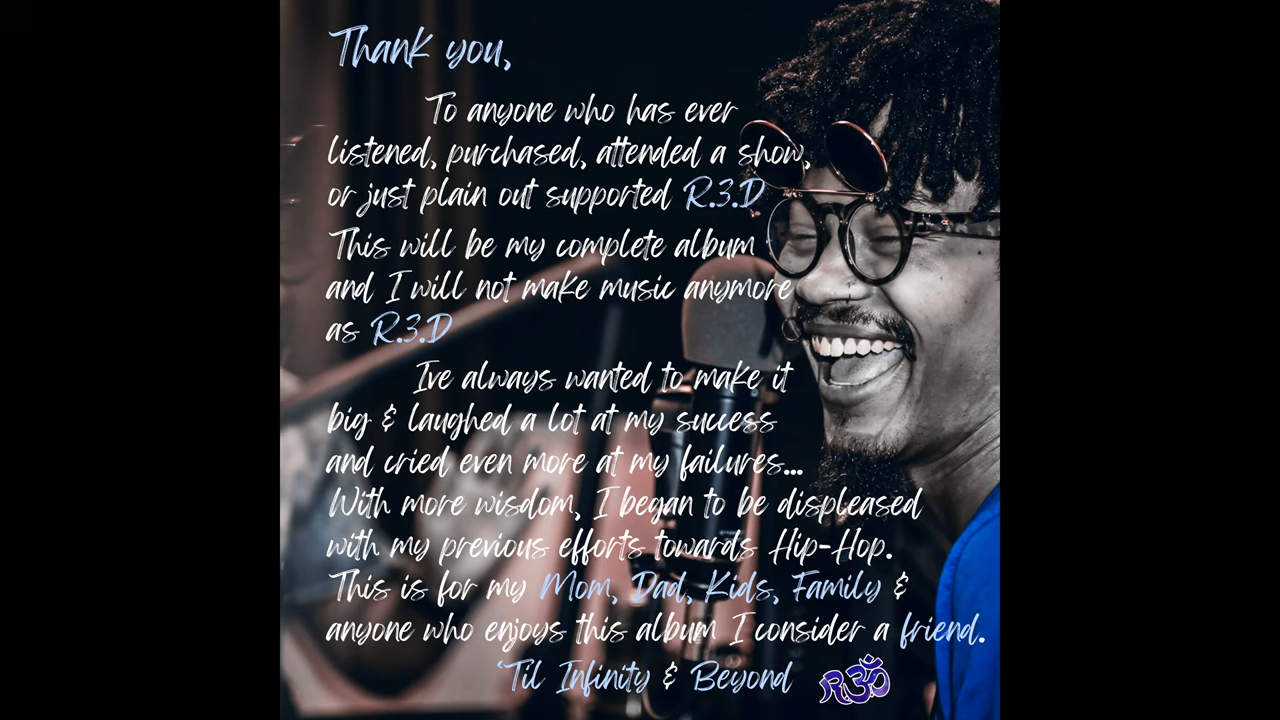 Thank you,
To anyone who has ever
listened, purchased, attended a show,
or just plain out supported R.3.D
This will be my complete album
and I will not make music anymore
as R.3.D
Ive always wanted to make it
big & laughed a lot at my success
and cried even more at my failures...
With more wisdom, I began to be displeased
with my previous efforts towards Hip-Hop.
This is for my Mom, Dad, Kids, Family &
anyone who enjoys this album I consider a friend.
'Til Infinity & Beyond
R3ॐ